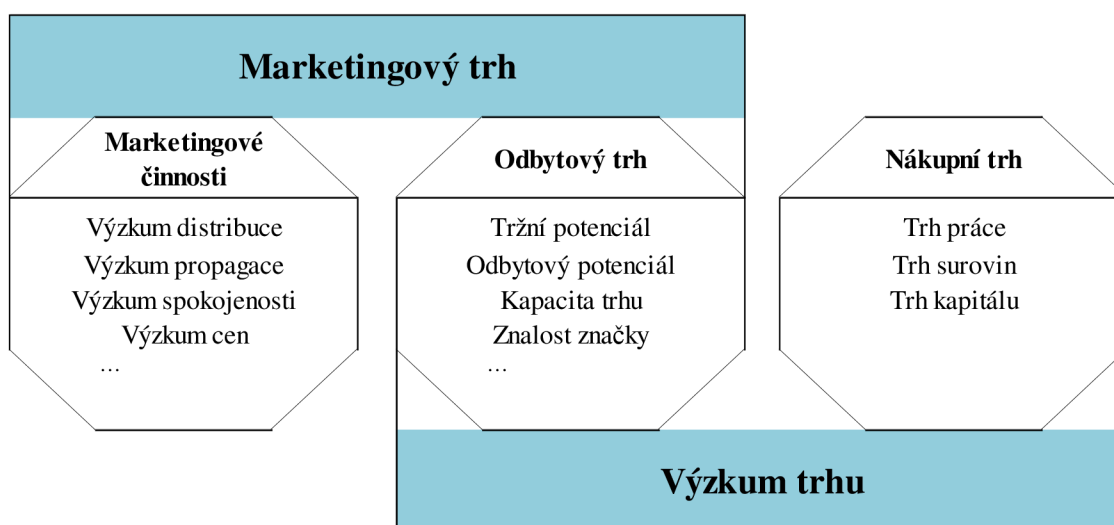 Marketingový trh
Marketingové
činnosti
Výzkum distribuce
Výzkum propagace
Výzkum spokojenosti
Výzkum cen
…
Odbytový trh
Tržní potenciál
Odbytový potenciál
Kapacita trhu
Znalost značky
…
Nákupní trh
Trh práce
Trh surovin
Trh kapitálu
Výzkum trhu